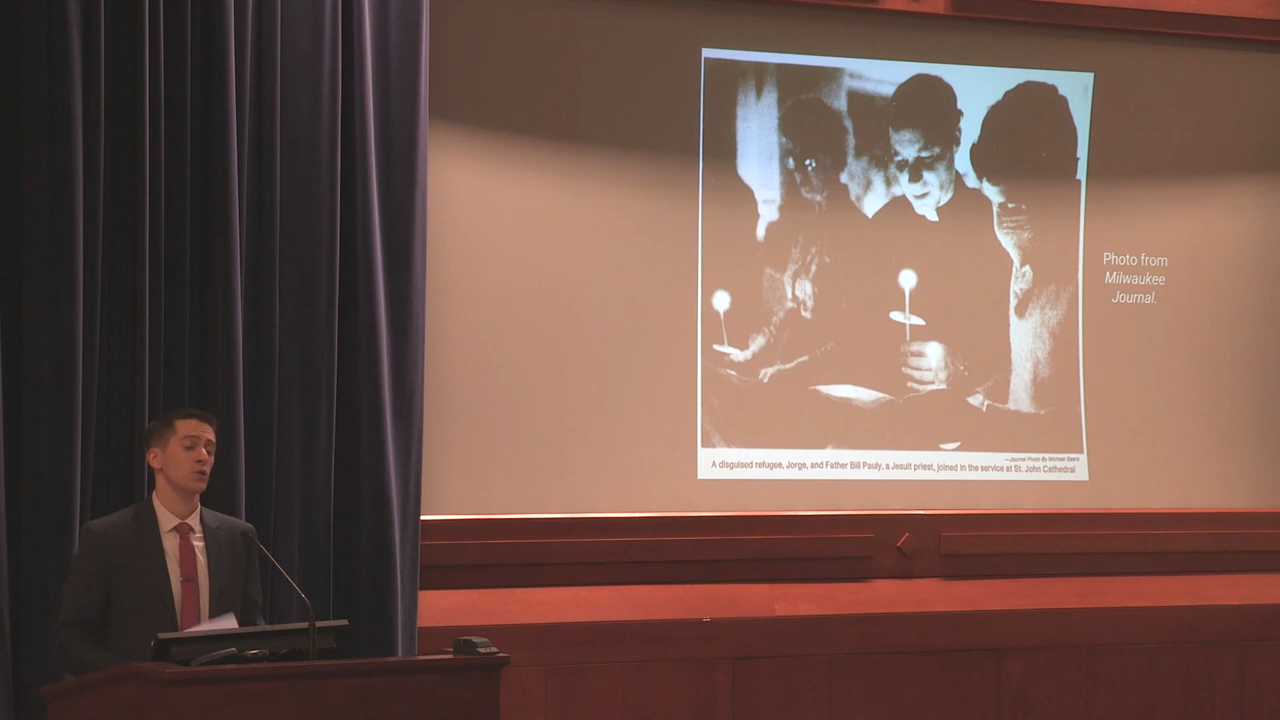 Photo from
Milwaukee
Journal.
—Journal Photo By Michael Sears
A disguised refugee, Jorge, and Father Bill Pauly, a Jesuit priest, joined in the service at St. John Cathedral